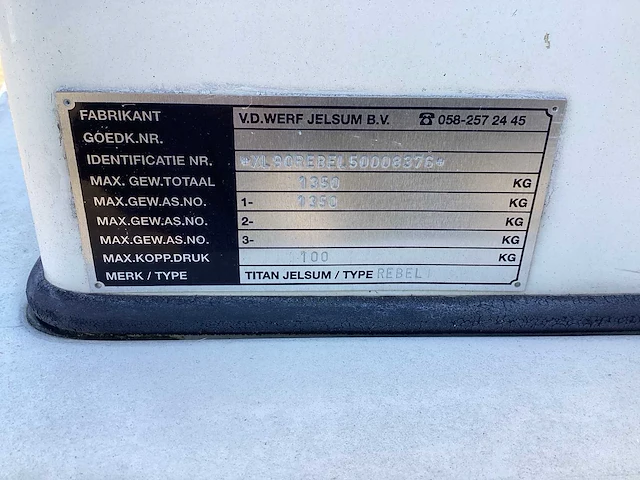 FABRIKANT V.D.WERF JELSUM B.V. ☎ 058-257 24 45
GOEDK.NR.
IDENTIFICATIE NR.
MAX. GEW.TOTAAL 1350 KG
MAX. GEW.AS.NO. 1- 1350 KG
MAX. GEW.AS.NO. 2- KG
MAX.GEW.AS.NO. 3- KG
MAX.KOPP.DRUK 100 KG
MERK / TYPE TITAN JELSUM / TYPE REBEL